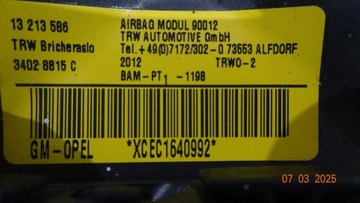 13 213 586
AIRBAG MODUL 90012
TRW Bricherasio
TRW AUTOMOTIVE GmbH
Tel.+49(0)7172/302-0 73553 ALFDORF
3402 8815 C
2012 TRWO-2
BAM-PT1-1198
GM-OPEL
*XCEC1640992*
07 03 2025